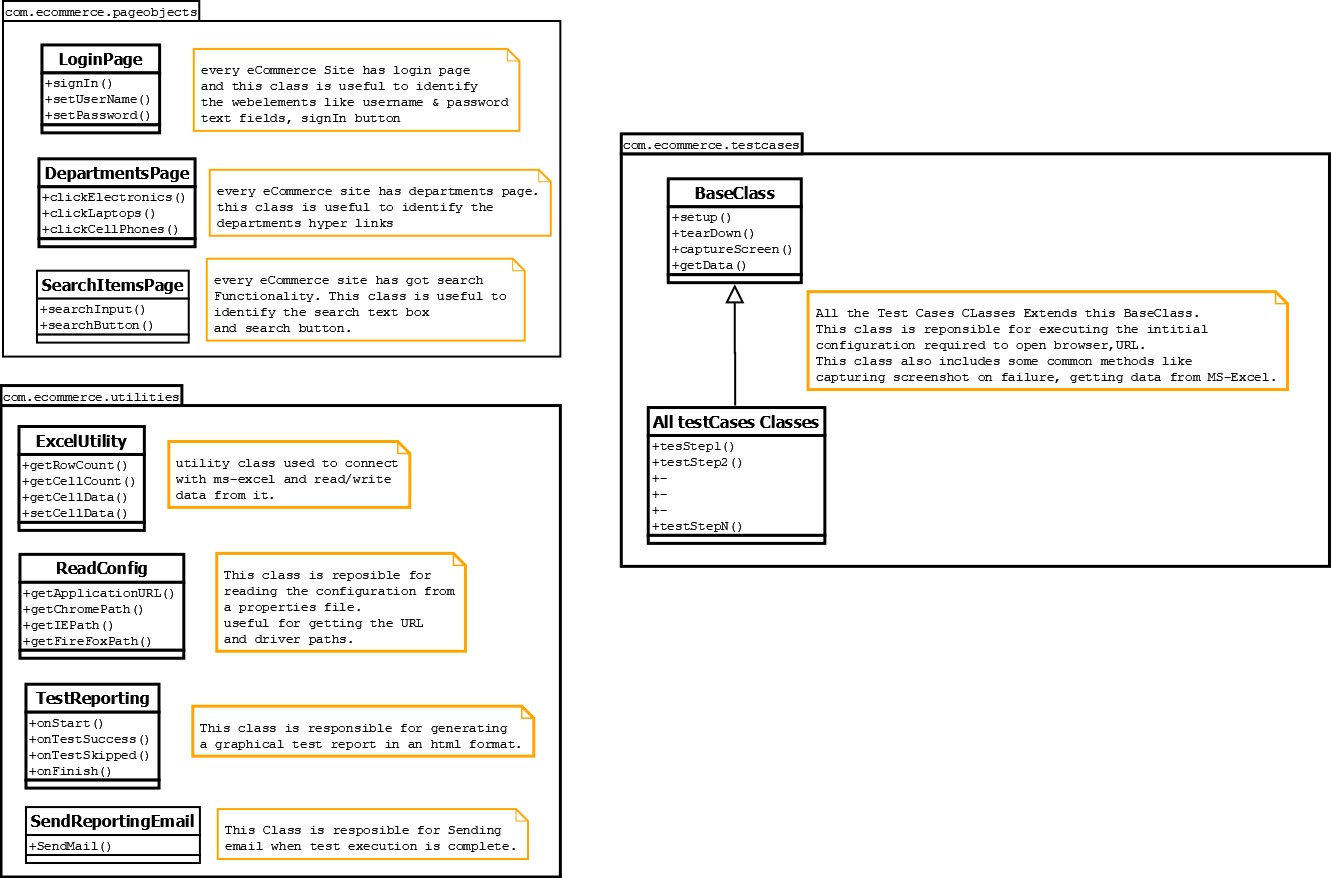 com.ecommerce.pageobjects
LoginPage
+signIn()
+setUserName()
+setPassword()
every eCommerce Site has login page
and this class is useful to identify
the webelements like username & password
text fields, signIn button
DepartmentsPage
+clickElectronics()
+clickLaptops()
+clickCellPhones()
every eCommerce site has departments page.
this class is useful to identify the
departments hyper links
SearchItemsPage
+searchInput()
+searchButton()
every eCommerce site has got search
Functionality. This class is useful to
identify the search text box
and search button.
com.ecommerce.utilities
ExcelUtility
+getRowCount()
+getCellCount()
+getCellData()
+setCellData()
utility class used to connect
with ms-excel and read/write
data from it.
ReadConfig
+getApplicationURL()
+getChromePath()
+getIEPath()
+getFireFoxPath()
This class is reposible for
reading the configuration from
a properties file.
useful for getting the URL
and driver paths.
TestReporting
+onStart()
+onTestSuccess()
+onTestSkipped()
+onFinish()
This class is responsible for generating
a graphical test report in an html format.
SendReportingEmail
+SendMail()
This Class is resposible for Sending
email when test execution is complete.
com.ecommerce.testcases
BaseClass
+setup()
+tearDown()
+captureScreen()
+getData()
All the Test Cases CLasses Extends this BaseClass.
This class is reponsible for executing the intitial
configuration required to open browser,URL.
This class also includes some common methods like
capturing screenshot on failure, getting data from MS-Excel.
All testCases Classes
+tesStep1()
+testStep2()
+-
+-
+-
+testStepN()